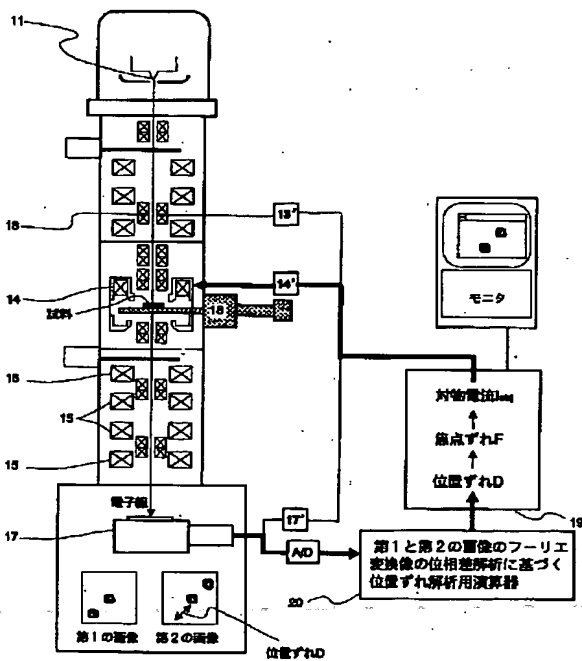 11
13
13'
14
試料
14'
18
モニタ
対物電流Iobj
焦点ずれF
位置ずれD
19
16
15
15
電子線
17
17'
A/D
第1と第2の画像のフーリエ
変換像の位相差解析に基づく
位置ずれ解析用演算器
20
第1の画像
第2の画像
位置ずれD